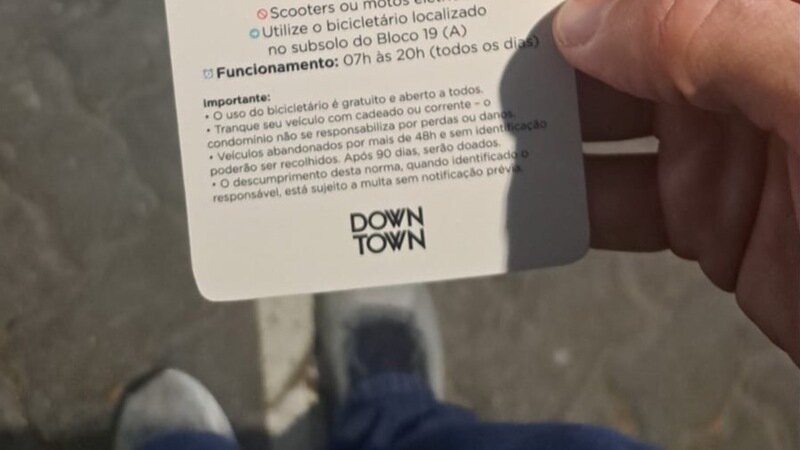 Scooters ou motos
Utilize o bicicletário localizado
no subsolo do Bloco 19 (A)
Funcionamento: 07h às 20h (todos os dias)
Importante:
• O uso do bicicletário é gratuito e aberto a todos.
• Tranque seu veículo com cadeado ou corrente – o
condomínio não se responsabiliza por perdas ou danos.
• Veículos abandonados por mais de 48h e sem identificação
poderão ser recolhidos. Após 90 dias, serão doados.
• O descumprimento desta norma, quando identificado o
responsável, está sujeito a multa sem notificação prévia.
DOWN
TOWN